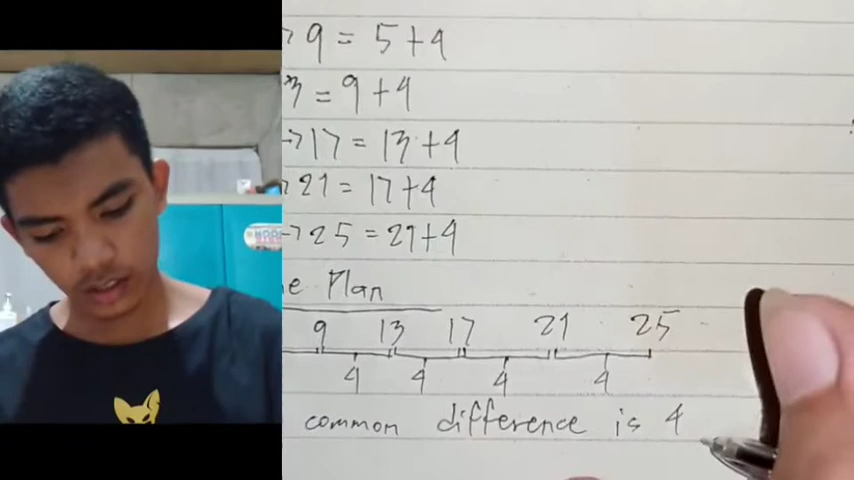 →9 = 5+4
3 = 9+4
→17 = 13+4
→21 = 17+4
→25 = 21+4
e Plan
9 13 17 21 25
4 4 4 4
common difference is 4